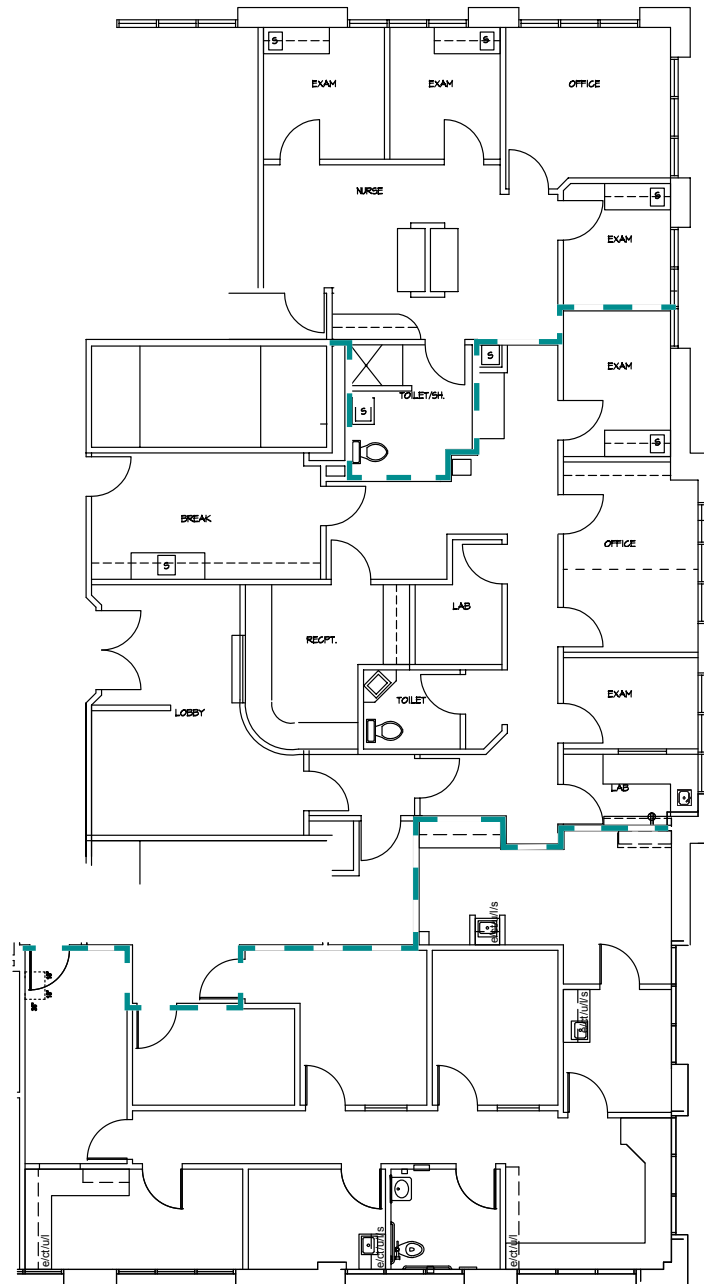 S
S
EXAM
EXAM
OFFICE
NURSE
S
EXAM
S
EXAM
TOILET/SH.
S
S
BREAK
OFFICE
S
LAB
RECPT.
EXAM
TOILET
LOBBY
LAB
e/ct/u/l/s
e/ct/u/l/s
e/ct/u/l
e/ct/u/l/s
e/ct/u/l